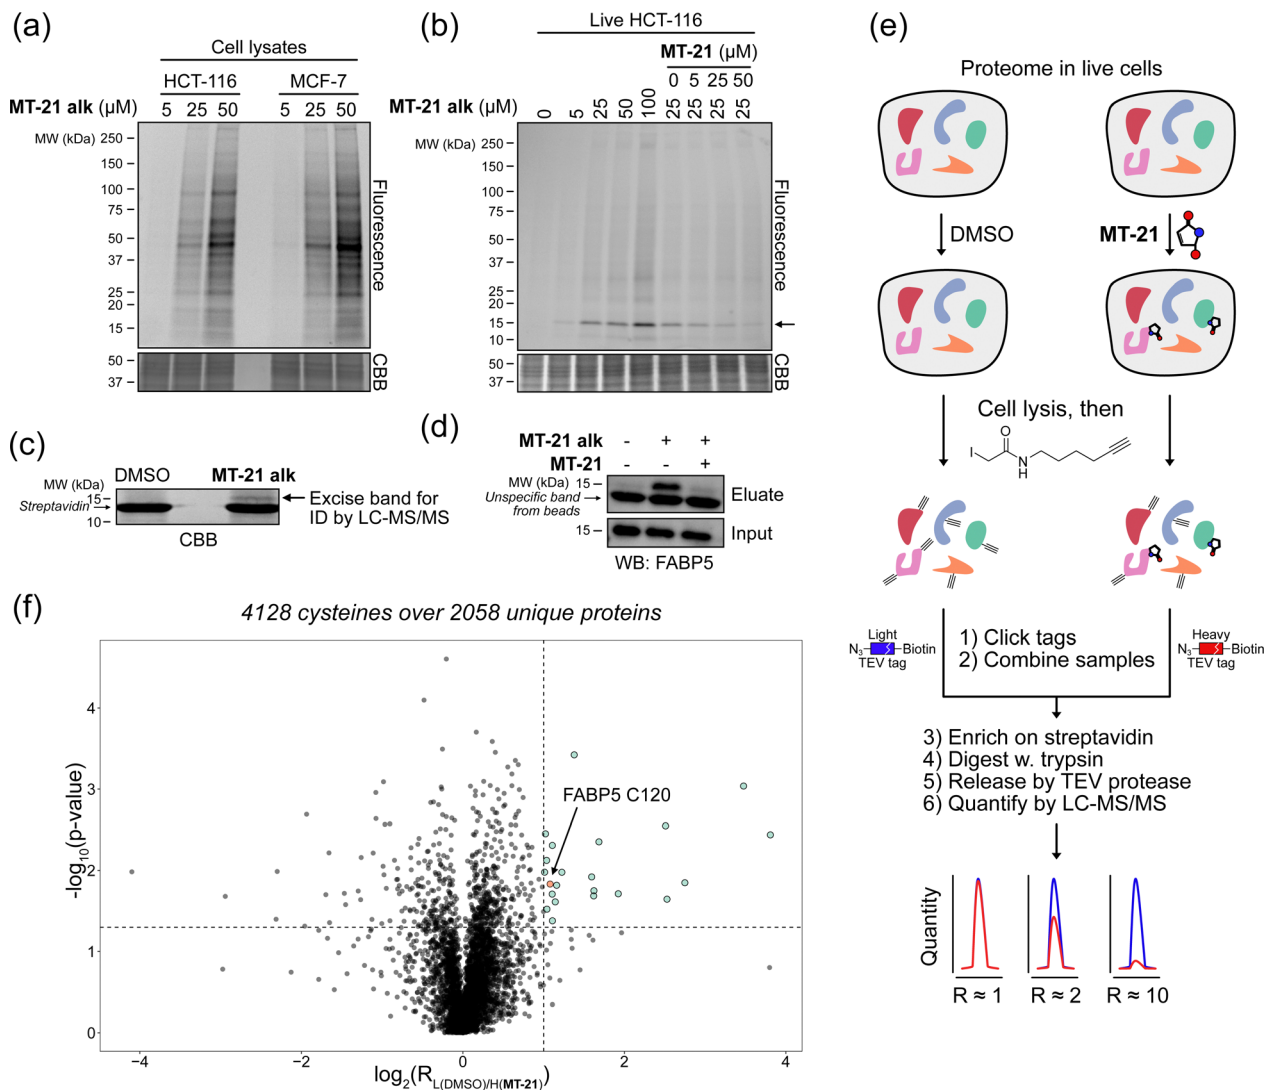 (a)
Cell lysates
HCT-116 MCF-7
MT-21 alk (µM) 5 25 50 5 25 50
MW (kDa)
250
150
100
75
50
37
25
20
15
10
Fluorescence
50
37
CBB
(b)
Live HCT-116
MT-21 (µM)
0 5 25 50
MT-21 alk (µM) 0 5 25 50 100 25 25 25 25
MW (kDa)
250
150
100
75
50
37
25
20
15
10
Fluorescence
50
37
CBB
(c)
DMSO MT-21 alk
MW (kDa)
15
Streptavidin
10
Excise band for
ID by LC-MS/MS
CBB
(d)
MT-21 alk - + +
MT-21 - - +
MW (kDa) 15
Unspecific band
from beads
Eluate
15
Input
WB: FABP5
(e)
Proteome in live cells
DMSO
MT-21
Cell lysis, then
I
O
N
H
Light
N3 Biotin
TEV tag
1) Click tags
2) Combine samples
Heavy
N3 Biotin
TEV tag
3) Enrich on streptavidin
4) Digest w. trypsin
5) Release by TEV protease
6) Quantify by LC-MS/MS
Quantity
R ≈ 1 R ≈ 2 R ≈ 10
(f)
4128 cysteines over 2058 unique proteins
FABP5 C120
-log10(p-value)
4
3
2
1
0
−4 −2 0 2 4
log2(RL(DMSO)/H(MT-21))